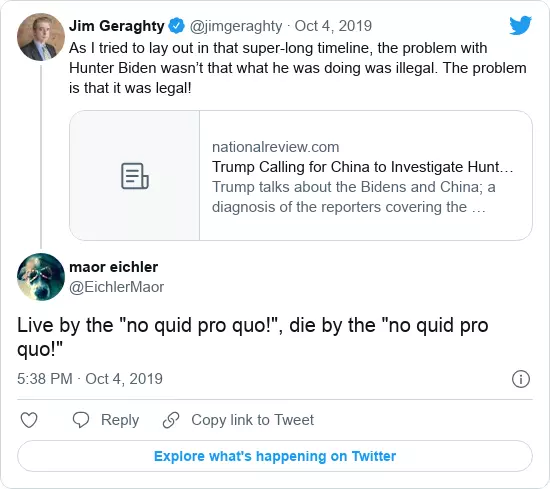 Jim Geraghty @jimgeraghty · Oct 4, 2019
As I tried to lay out in that super-long timeline, the problem with
Hunter Biden wasn’t that what he was doing was illegal. The problem
is that it was legal!
nationalreview.com
Trump Calling for China to Investigate Hunt…
Trump talks about the Bidens and China; a
diagnosis of the reporters covering the …
maor eichler
@EichlerMaor
Live by the "no quid pro quo!", die by the "no quid pro
quo!"
5:38 PM · Oct 4, 2019
Reply Copy link to Tweet
Explore what's happening on Twitter